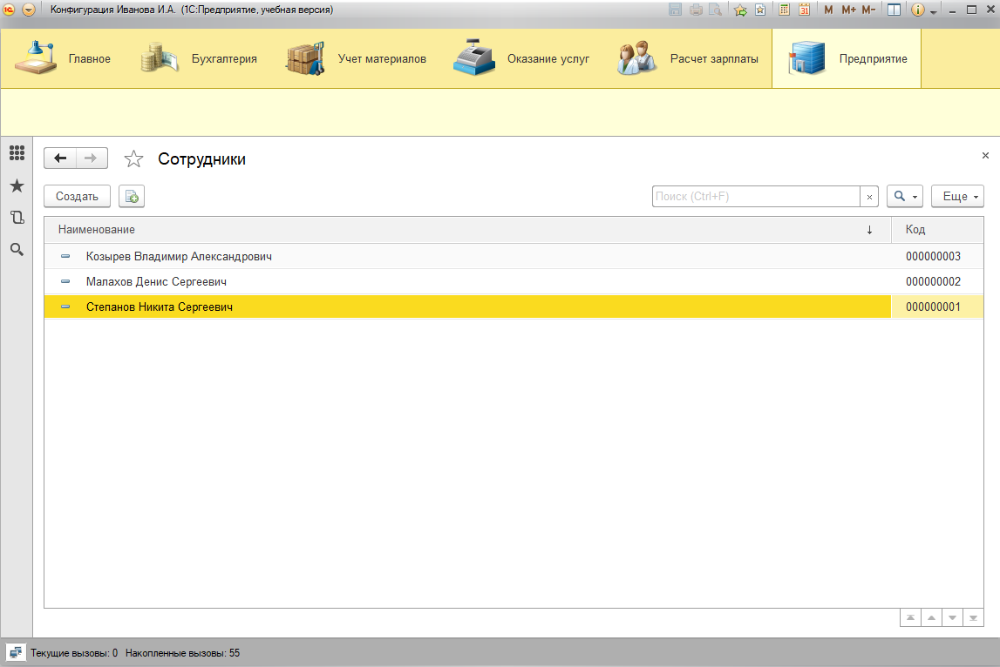 Конфигурация Иванова И.А. (1С:Предприятие, учебная версия)
31 M M+ M-
Главное Бухгалтерия Учет материалов Оказание услуг Расчет зарплаты Предприятие
Сотрудники
Создать Поиск (Ctrl+F) Еще
Наименование Код
Козырев Владимир Александрович 000000003
Малахов Денис Сергеевич 000000002
Степанов Никита Сергеевич 000000001
Текущие вызовы: 0 Накопленные вызовы: 55